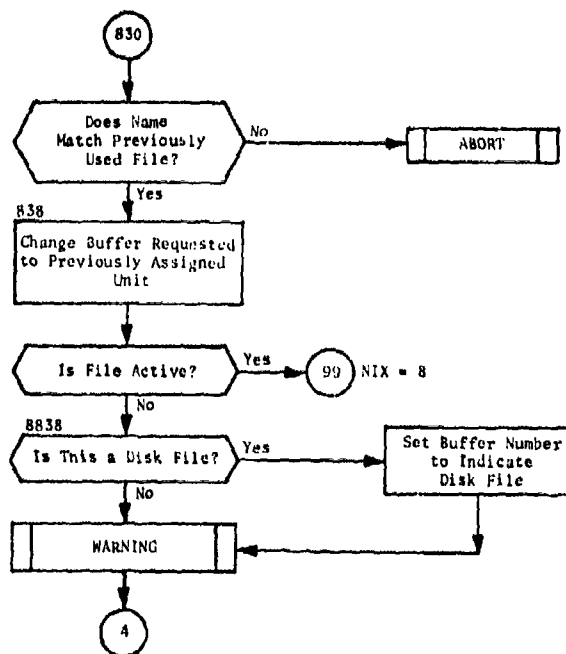 830
Does Name
Match Previously
Used File?
No
ABORT
Yes
838
Change Buffer Requested
to Previously Assigned
Unit
Is File Active?
Yes
99 NIX = 8
No
8838
Is This a Disk File?
Yes
Set Buffer Number
to Indicate
Disk File
No
WARNING
4